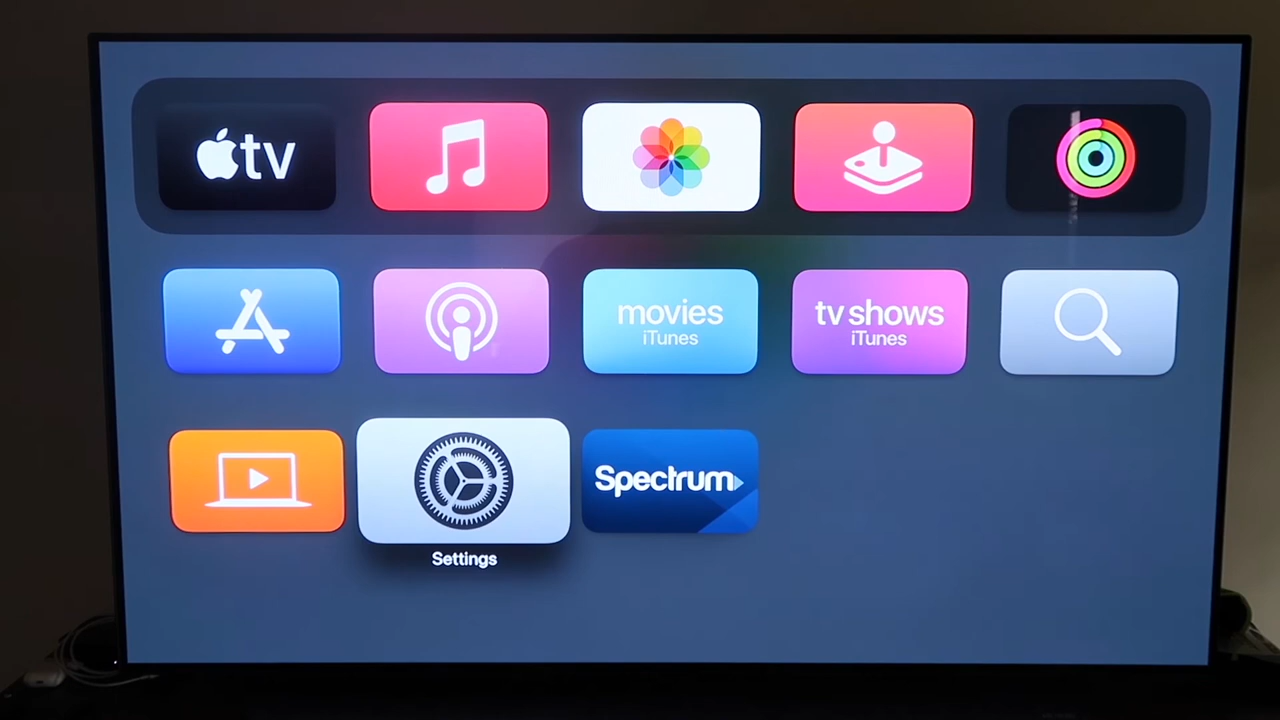 tv
movies
iTunes
tv shows
iTunes
Spectrum
Settings